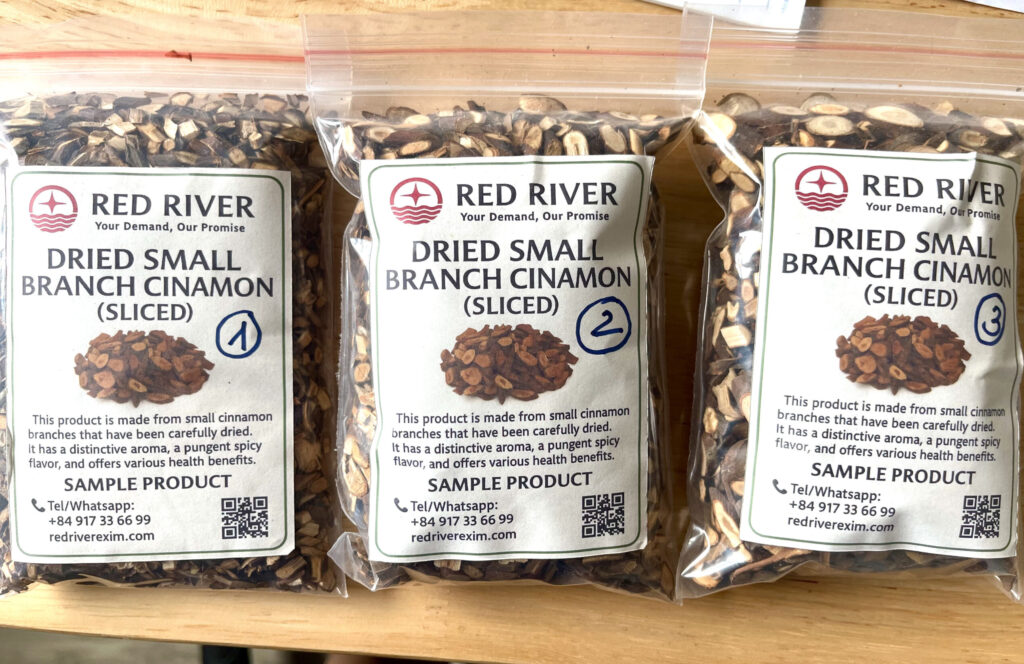 RED RIVER
Your Demand, Our Promise
DRIED SMALL
BRANCH CINAMON
(SLICED)
1
This product is made from small cinnamon
branches that have been carefully dried.
It has a distinctive aroma, a pungent spicy
flavor, and offers various health benefits.
SAMPLE PRODUCT
Tel/Whatsapp:
+84 917 33 66 99
redriverexim.com
RED RIVER
Your Demand, Our Promise
DRIED SMALL
BRANCH CINAMON
(SLICED)
2
This product is made from small cinnamon
branches that have been carefully dried.
It has a distinctive aroma, a pungent spicy
flavor, and offers various health benefits.
SAMPLE PRODUCT
Tel/Whatsapp:
+84 917 33 66 99
redriverexim.com
RED RIVER
Your Demand, Our Promise
DRIED SMALL
BRANCH CINAMON
(SLICED)
3
This product is made from small cinnamon
branches that have been carefully dried.
It has a distinctive aroma, a pungent spicy
flavor, and offers various health benefits.
SAMPLE PRODUCT
Tel/Whatsapp:
+84 917 33 66 99
redriverexim.com